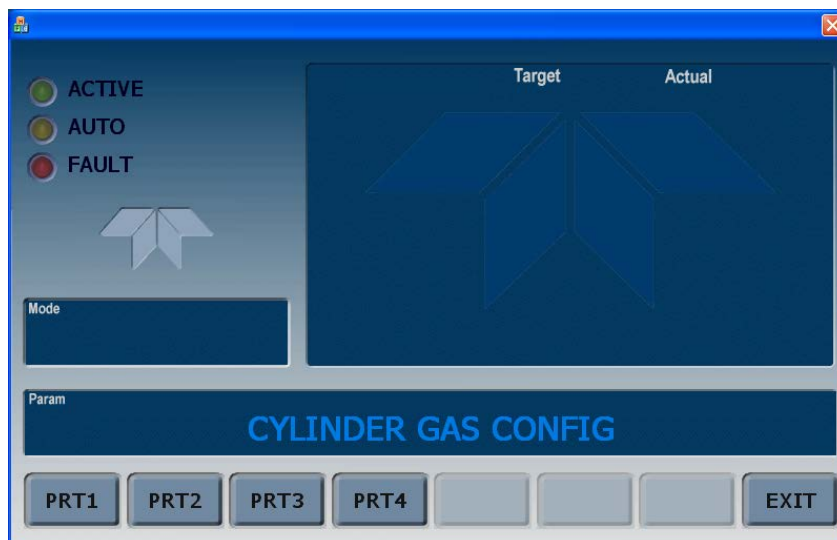 ACTIVE
AUTO
FAULT
Target Actual
Mode
Param
CYLINDER GAS CONFIG
PRT1 PRT2 PRT3 PRT4 EXIT